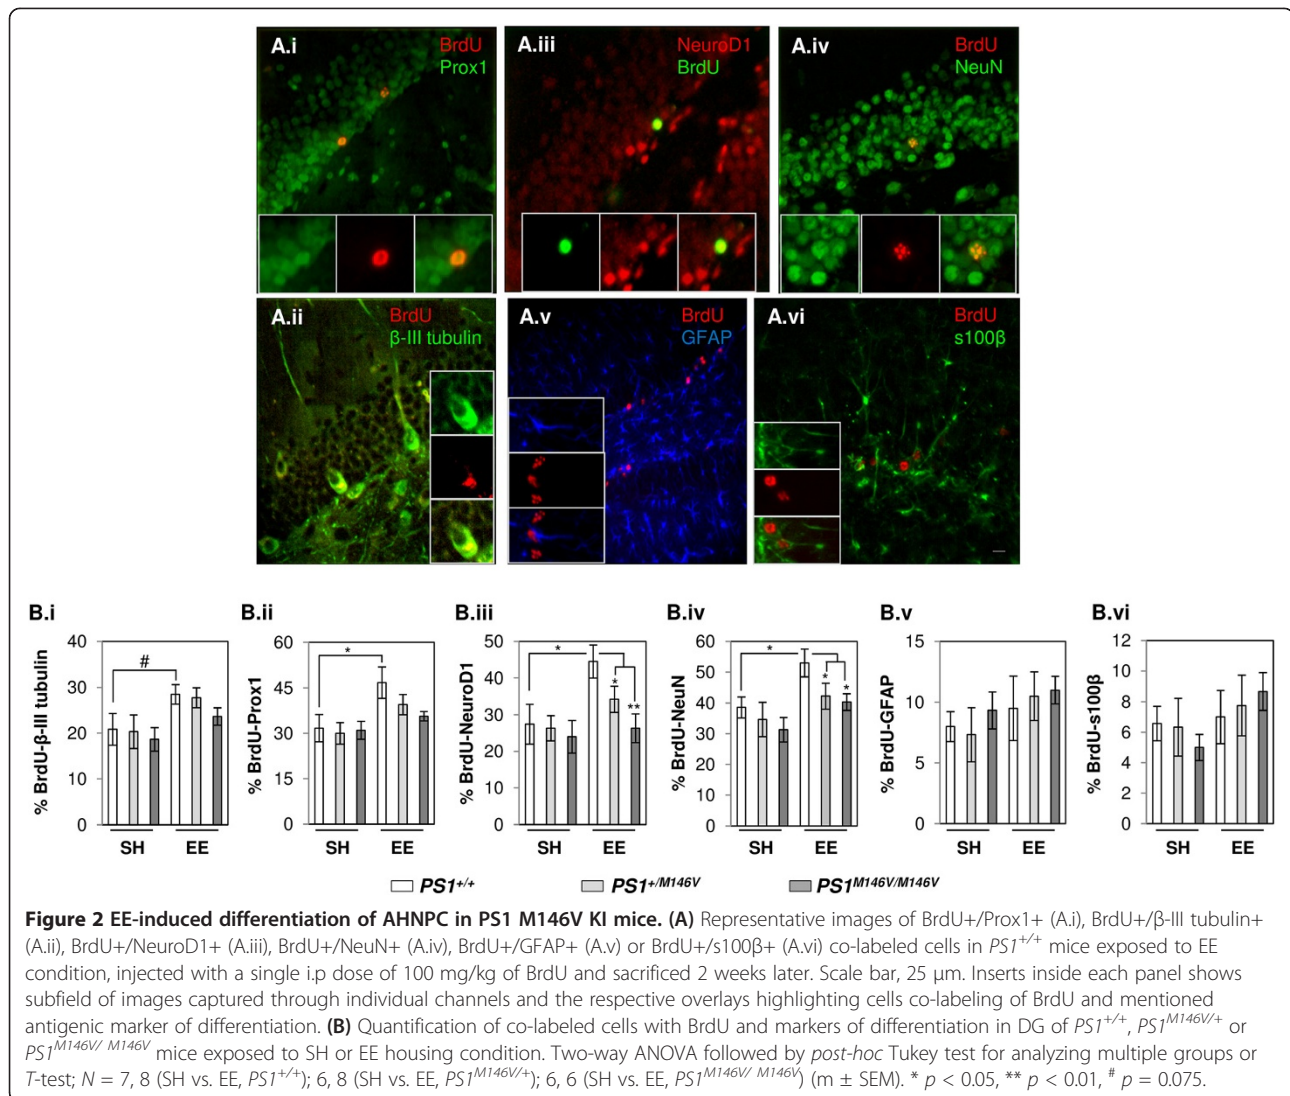 A.i BrdU
Prox1
A.iii NeuroD1
BrdU
A.iv BrdU
NeuN
A.ii BrdU
β-III tubulin
A.v BrdU
GFAP
A.vi BrdU
s100β
B.i
% BrdU-β-III tubulin
40
30
20
10
0
#
SH EE
B.ii
% BrdU-Prox1
60
45
30
15
0
*
SH EE
B.iii
% BrdU-NeuroD1
50
40
30
20
10
0
*
*
**
SH EE
B.iv
% BrdU-NeuN
60
50
40
30
20
10
0
*
*
*
SH EE
B.v
% BrdU-GFAP
15
10
5
0
SH EE
B.vi
% BrdU-s100β
12
10
8
6
4
2
0
SH EE
PS1+/+ PS1+/M146V PS1M146V/M146V
Figure 2 EE-induced differentiation of AHNPC in PS1 M146V KI mice. (A) Representative images of BrdU+/Prox1+ (A.i), BrdU+/β-III tubulin+
(A.ii), BrdU+/NeuroD1+ (A.iii), BrdU+/NeuN+ (A.iv), BrdU+/GFAP+ (A.v) or BrdU+/s100β+ (A.vi) co-labeled cells in PS1+/+ mice exposed to EE
condition, injected with a single i.p dose of 100 mg/kg of BrdU and sacrificed 2 weeks later. Scale bar, 25 μm. Inserts inside each panel shows
subfield of images captured through individual channels and the respective overlays highlighting cells co-labeling of BrdU and mentioned
antigenic marker of differentiation. (B) Quantification of co-labeled cells with BrdU and markers of differentiation in DG of PS1+/+, PS1M146V/+ or
PS1M146V/ M146V mice exposed to SH or EE housing condition. Two-way ANOVA followed by post-hoc Tukey test for analyzing multiple groups or
T-test; N = 7, 8 (SH vs. EE, PS1+/+); 6, 8 (SH vs. EE, PS1M146V/+); 6, 6 (SH vs. EE, PS1M146V/ M146V) (m ± SEM). * p < 0.05, ** p < 0.01, # p = 0.075.